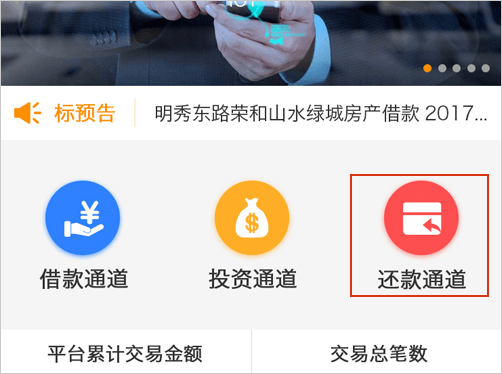 标预告 明秀东路荣和山水绿城房产借款 2017...
借款通道 投资通道 还款通道
平台累计交易金额 交易总笔数